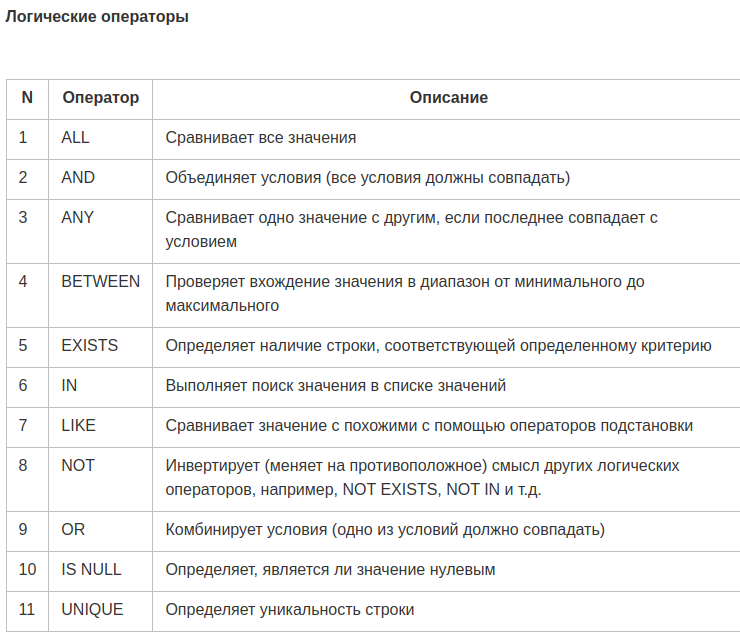 Логические операторы
N Оператор Описание
1 ALL Сравнивает все значения
2 AND Объединяет условия (все условия должны совпадать)
3 ANY Сравнивает одно значение с другим, если последнее совпадает с
условием
4 BETWEEN Проверяет вхождение значения в диапазон от минимального до
максимального
5 EXISTS Определяет наличие строки, соответствующей определенному критерию
6 IN Выполняет поиск значения в списке значений
7 LIKE Сравнивает значение с похожими с помощью операторов подстановки
8 NOT Инвертирует (меняет на противоположное) смысл других логических
операторов, например, NOT EXISTS, NOT IN и т.д.
9 OR Комбинирует условия (одно из условий должно совпадать)
10 IS NULL Определяет, является ли значение нулевым
11 UNIQUE Определяет уникальность строки